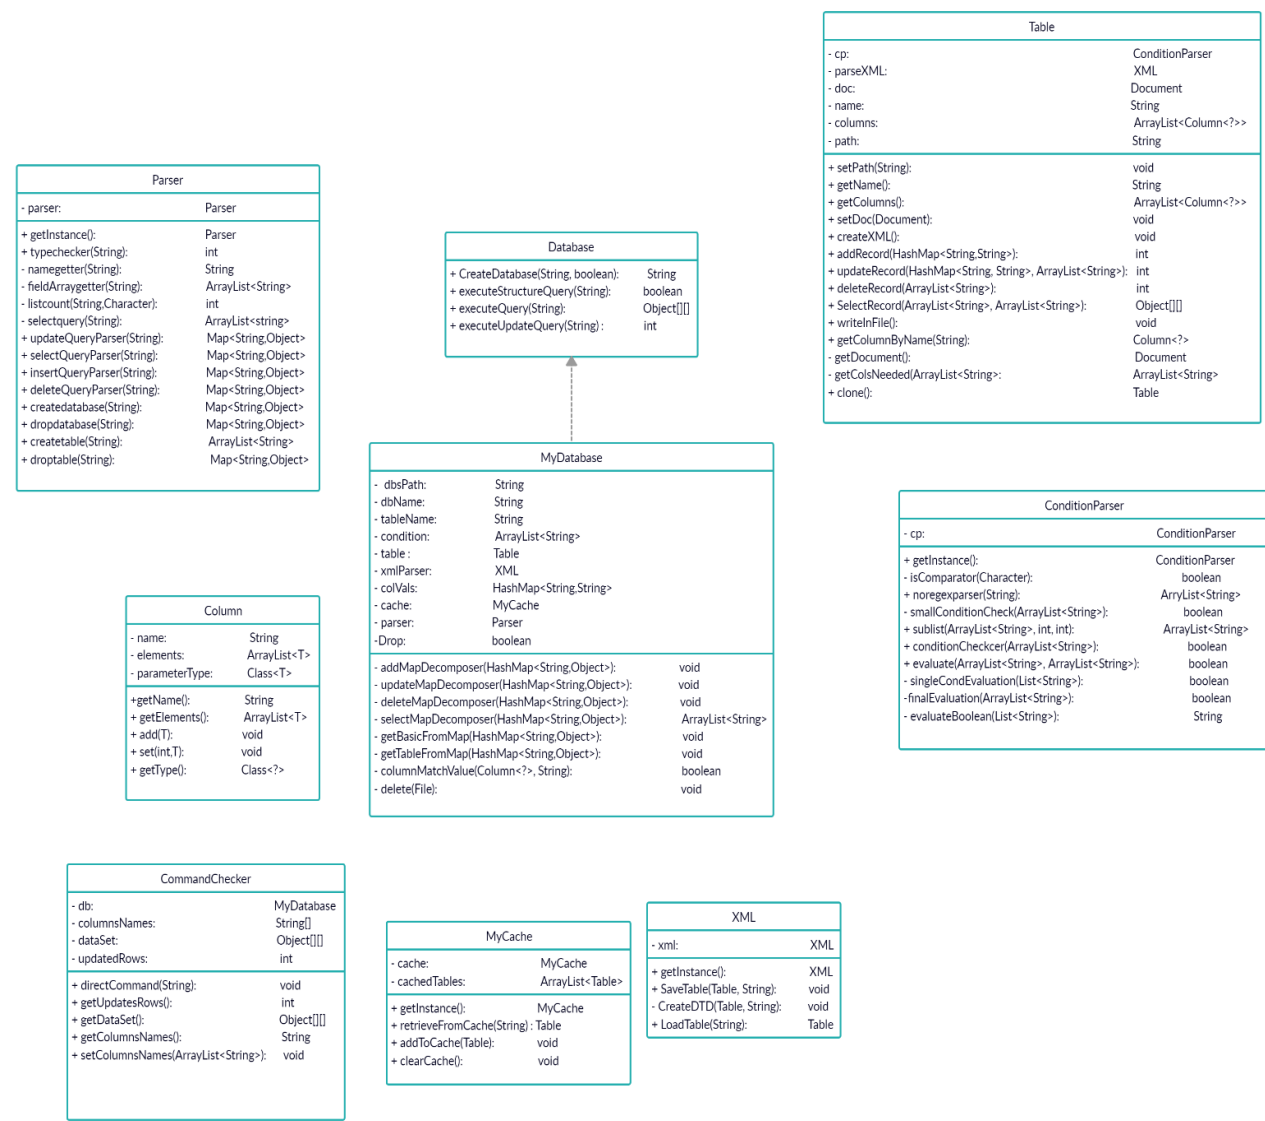 Table
- cp: ConditionParser
- parseXML: XML
- doc: Document
- name: String
- columns: ArrayList<Column<?>>
- path: String
+ setPath(String): void
+ getName(): String
+ getColumns(): ArrayList<Column<?>>
+ setDoc(Document): void
+ createXML(): void
+ addRecord(HashMap<String,String>): int
+ updateRecord(HashMap<String, String>, ArrayList<String>): int
+ deleteRecord(ArrayList<String>): int
+ SelectRecord(ArrayList<String>, ArrayList<String>): Object[][]
+ writeInFile(): void
+ getColumnByName(String): Column<?>
- getDocument(): Document
- getColsNeeded(ArrayList<String>: ArrayList<String>
+ clone(): Table
Parser
- parser: Parser
+ getInstance(): Parser
+ typechecker(String): int
- namegetter(String): String
- fieldArraygetter(String): ArrayList<String>
- listcount(String,Character): int
- selectquery(String): ArrayList<string>
+ updateQueryParser(String): Map<String,Object>
+ selectQueryParser(String): Map<String,Object>
+ insertQueryParser(String): Map<String,Object>
+ deleteQueryParser(String): Map<String,Object>
+ createdatabase(String): Map<String,Object>
+ dropdatabase(String): Map<String,Object>
+ createtable(String): ArrayList<String>
+ droptable(String): Map<String,Object>
Database
+ CreateDatabase(String, boolean): String
+ executeStructureQuery(String): boolean
+ executeQuery(String): Object[][]
+ executeUpdateQuery(String) : int
MyDatabase
- dbsPath: String
- dbName: String
- tableName: String
- condition: ArrayList<String>
- table : Table
- xmlParser: XML
- colVals: HashMap<String,String>
- cache: MyCache
- parser: Parser
-Drop: boolean
- addMapDecomposer(HashMap<String,Object>): void
- updateMapDecomposer(HashMap<String,Object>): void
- deleteMapDecomposer(HashMap<String,Object>): void
- selectMapDecomposer(HashMap<String,Object>): ArrayList<String>
- getBasicFromMap(HashMap<String,Object>): void
- getTableFromMap(HashMap<String,Object>): void
- columnMatchValue(Column<?>, String): boolean
- delete(File): void
ConditionParser
- cp: ConditionParser
+ getInstance(): ConditionParser
- isComparator(Character): boolean
+ noregexparser(String): ArryList<String>
- smallConditionCheck(ArrayList<String>): boolean
+ sublist(ArrayList<String>, int, int): ArrayList<String>
+ conditionCheckcer(ArrayList<String>): boolean
+ evaluate(ArrayList<String>, ArrayList<String>): boolean
- singleCondEvaluation(List<String>): boolean
-finalEvaluation(ArrayList<String>): boolean
- evaluateBoolean(List<String>): String
Column
- name: String
- elements: ArrayList<T>
- parameterType: Class<T>
+getName(): String
+ getElements(): ArrayList<T>
+ add(T): void
+ set(int,T): void
+ getType(): Class<?>
CommandChecker
- db: MyDatabase
- columnsNames: String[]
- dataSet: Object[][]
- updatedRows: int
+ directCommand(String): void
+ getUpdatesRows(): int
+ getDataSet(): Object[][]
+ getColumnsNames(): String
+ setColumnsNames(ArrayList<String>): void
MyCache
- cache: MyCache
- cachedTables: ArrayList<Table>
+ getInstance(): MyCache
+ retrieveFromCache(String) : Table
+ addToCache(Table): void
+ clearCache(): void
XML
- xml: XML
+ getInstance(): XML
+ SaveTable(Table, String): void
- CreateDTD(Table, String): void
+ LoadTable(String): Table